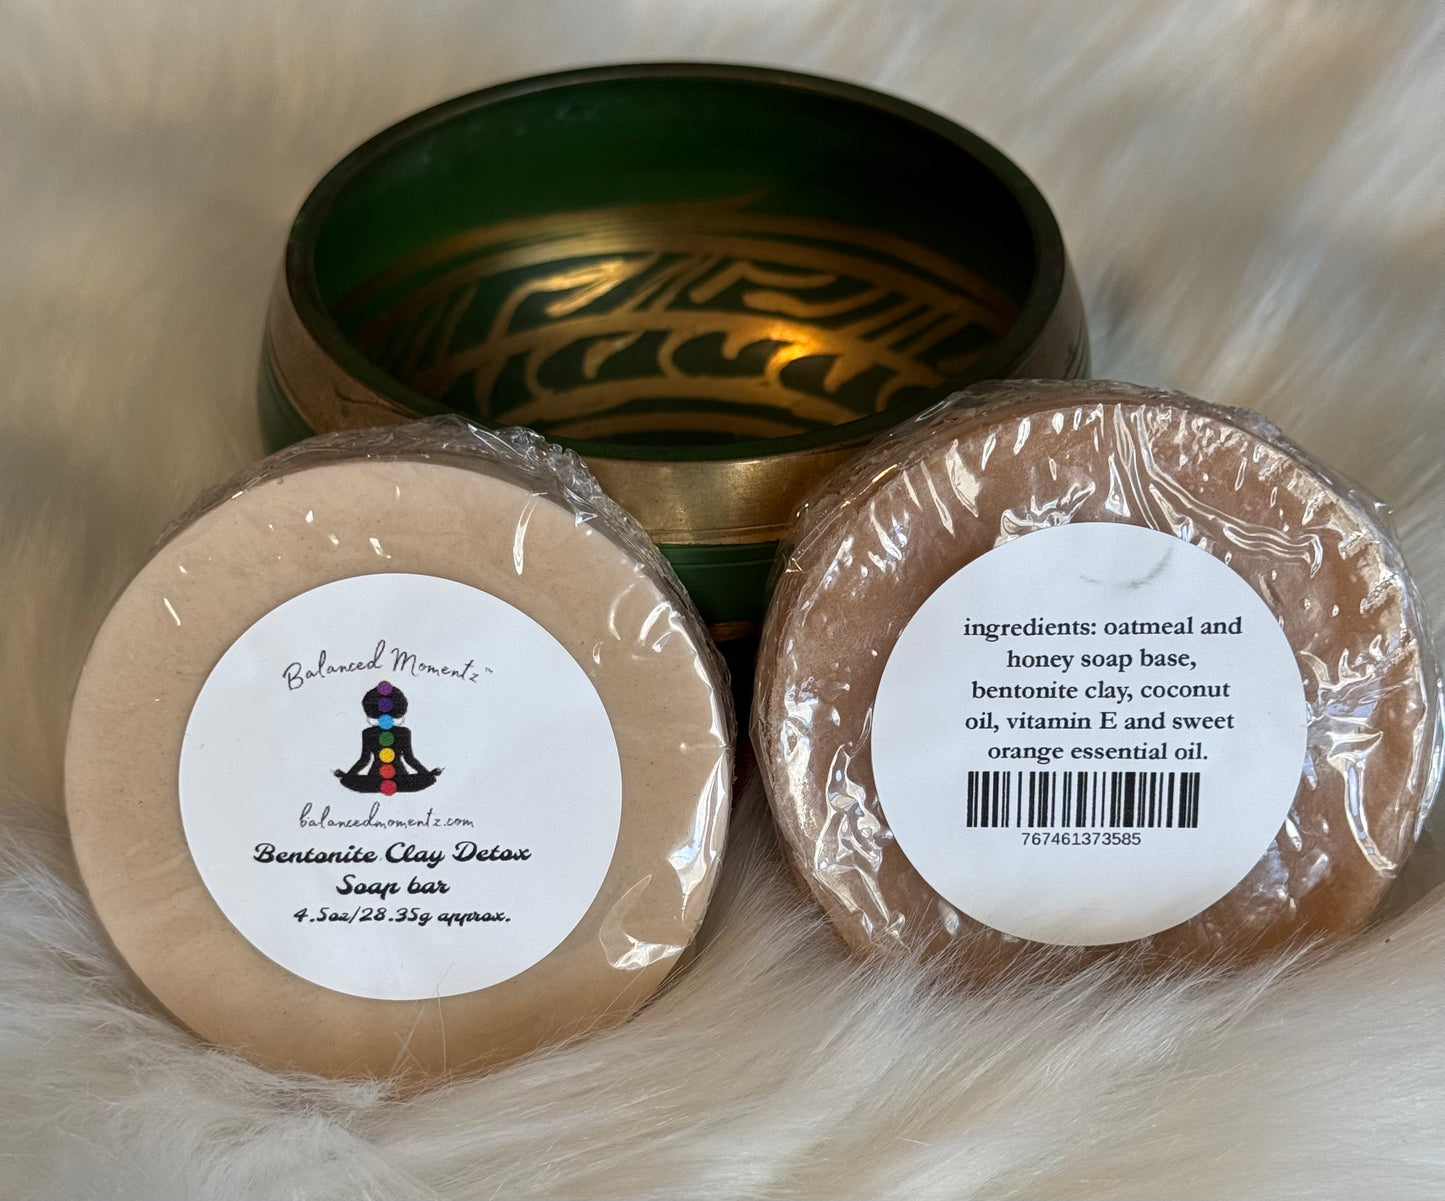 Balanced Momentz™
balancedmomentz.com
Bentonite Clay Detox
Soap bar
4.5oz/28.35g approx.
ingredients: oatmeal and
honey soap base,
bentonite clay, coconut
oil, vitamin E and sweet
orange essential oil.
767461373585